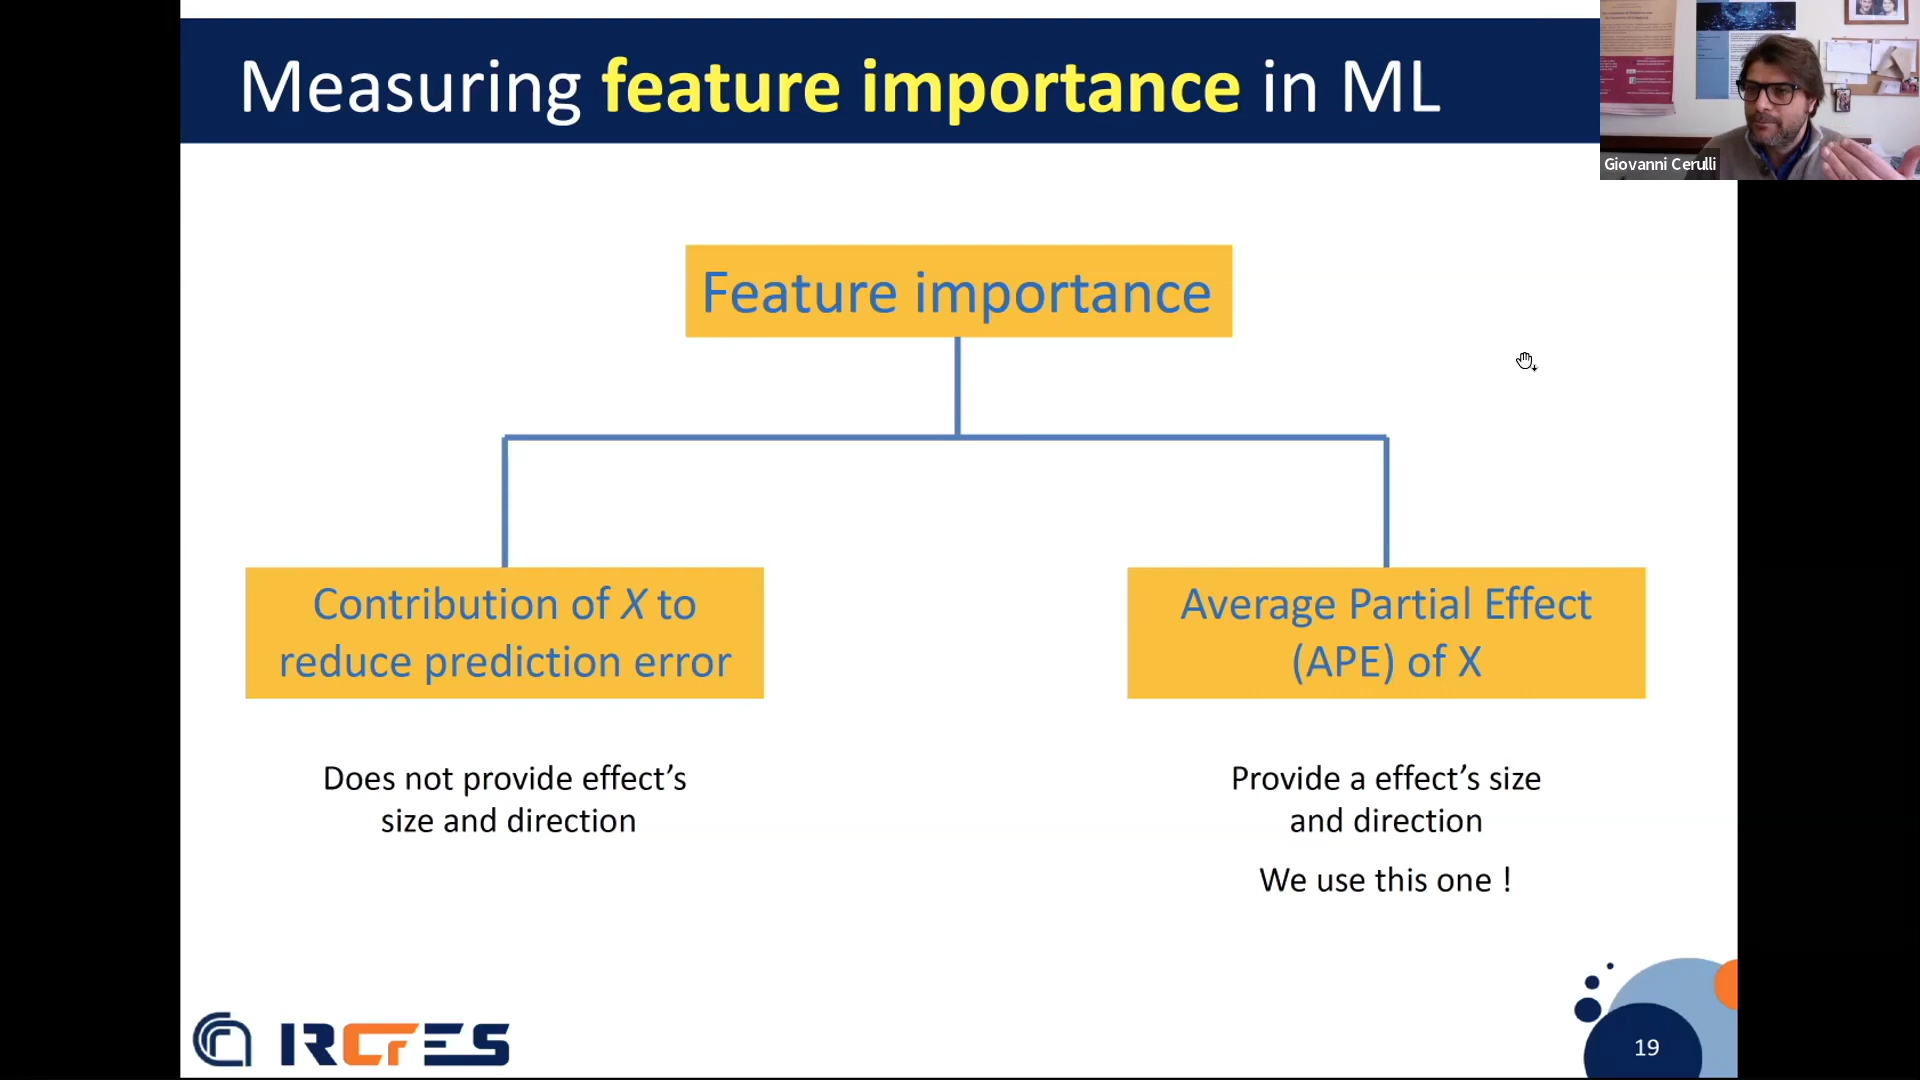 Measuring feature importance in ML
Giovanni Cerulli
Feature importance
Contribution of X to
reduce prediction error
Average Partial Effect
(APE) of X
Does not provide effect’s
size and direction
Provide a effect’s size
and direction
We use this one !
IRCrES
19